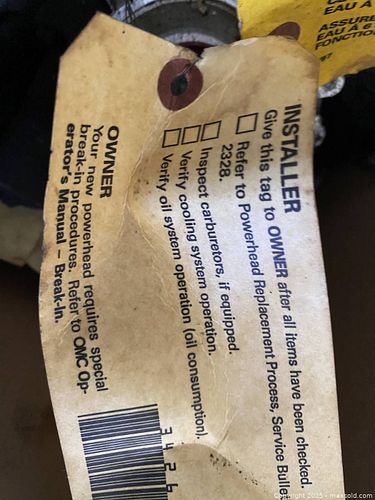 INSTALLER
Give this tag to OWNER after all items have been checked.
Refer to Powerhead Replacement Process, Service
2328.
Inspect carburetors, if equipped.
Verify cooling system operation.
Verify oil system operation (oil consumption).
OWNER
Your new powerhead requires special
break-in procedures. Refer to OMC Op-
erator's Manual – Break-In.
EAU À
ASSURE
EAU À 6
FONCTIO
Copyright 2025 - maxsold.com